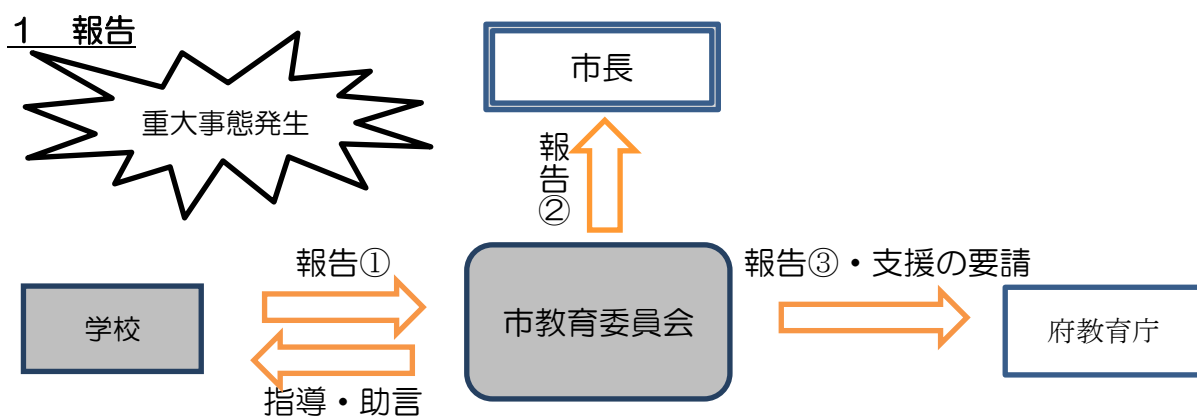 １　報告
市長
重大事態発生
報告②
報告①
報告③・支援の要請
学校
市教育委員会
府教育庁
指導・助言